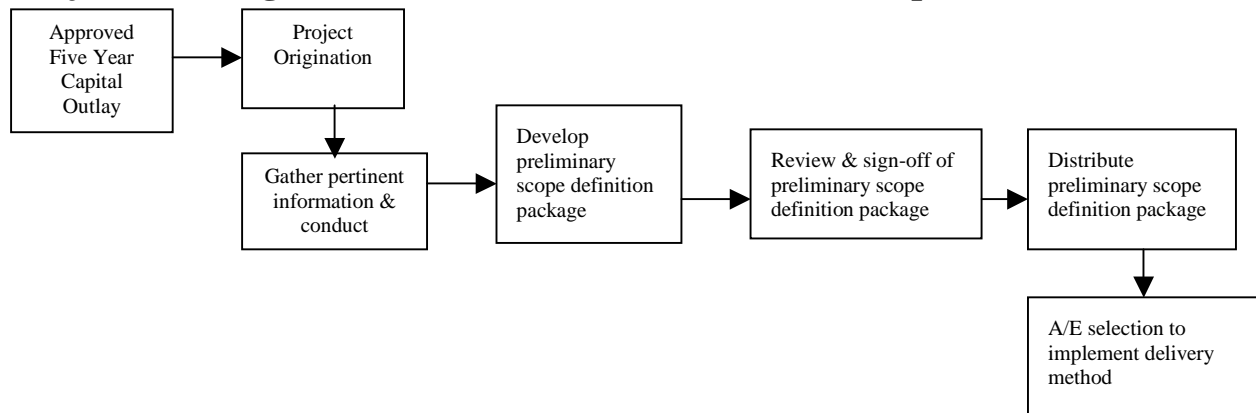 Approved
Five Year
Capital
Outlay
Project
Origination
Gather pertinent
information &
conduct
Develop
preliminary
scope definition
package
Review & sign-off of
preliminary scope
definition package
Distribute
preliminary scope
definition package
A/E selection to
implement delivery
method